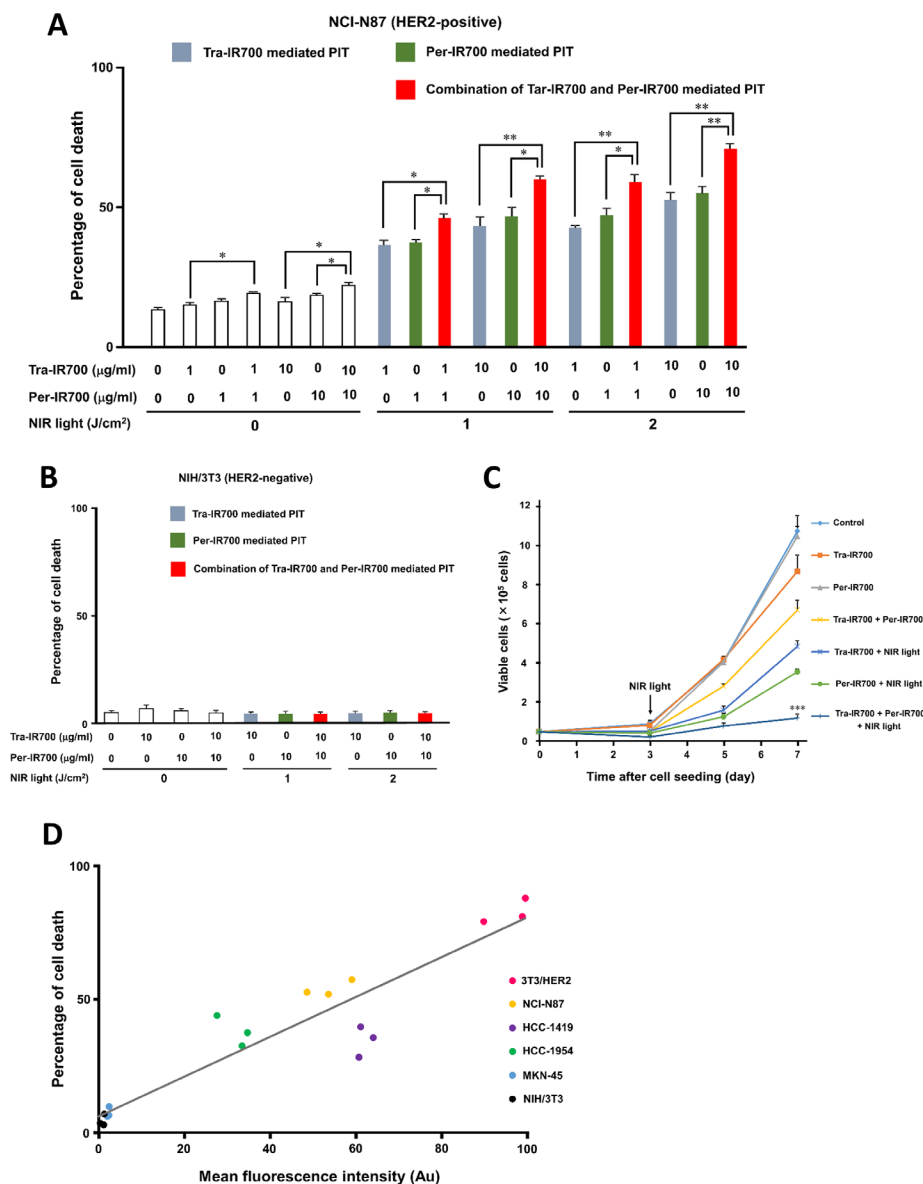 A
NCI-N87 (HER2-positive)
Tra-IR700 mediated PIT
Per-IR700 mediated PIT
Combination of Tar-IR700 and Per-IR700 mediated PIT
Percentage of cell death
100
50
0
* * * * * ** * ** * ** **
Tra-IR700 (μg/ml) 0 1 0 1 10 0 10 1 0 1 10 0 10 1 0 1 10 0 10
Per-IR700 (μg/ml) 0 0 1 1 0 10 10 0 1 1 0 10 10 0 1 1 0 10 10
NIR light (J/cm²) 0 1 2
B
NIH/3T3 (HER2-negative)
Tra-IR700 mediated PIT
Per-IR700 mediated PIT
Combination of Tra-IR700 and Per-IR700 mediated PIT
Percentage of cell death
100
50
0
Tra-IR700 (μg/ml) 0 10 0 10 10 0 10 10 0 10
Per-IR700 (μg/ml) 0 0 10 10 0 10 10 0 10 10
NIR light (J/cm²) 0 1 2
C
Viable cells (× 10⁵ cells)
12
10
8
6
4
2
0
NIR light
***
0 1 2 3 4 5 6 7
Time after cell seeding (day)
Control
Tra-IR700
Per-IR700
Tra-IR700 + Per-IR700
Tra-IR700 + NIR light
Per-IR700 + NIR light
Tra-IR700 + Per-IR700
+ NIR light
D
Percentage of cell death
100
50
0
3T3/HER2
NCI-N87
HCC-1419
HCC-1954
MKN-45
NIH/3T3
0 20 40 60 80 100
Mean fluorescence intensity (Au)